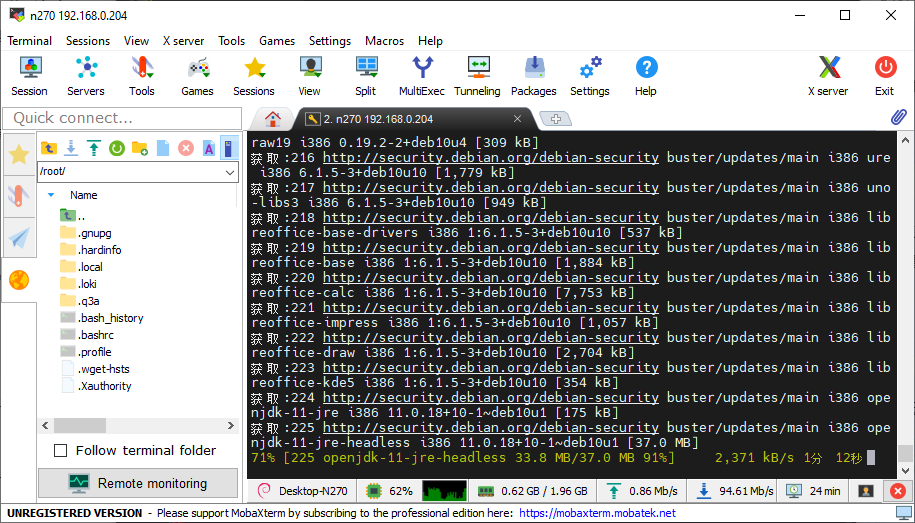 n270 192.168.0.204
Terminal Sessions View X server Tools Games Settings Macros Help
Session Servers Tools Games Sessions View Split MultiExec Tunneling Packages Settings Help X server Exit
Quick connect...
2. n270 192.168.0.204
/root/
Name
..
.gnupg
.hardinfo
.local
.loki
.q3a
.bash_history
.bashrc
.profile
.wget-hsts
.Xauthority
Follow terminal folder
Remote monitoring
raw19 i386 0.19.2-2+deb10u4 [309 kB]
获取:216 http://security.debian.org/debian-security buster/updates/main i386 ure
i386 6.1.5-3+deb10u10 [1,779 kB]
获取:217 http://security.debian.org/debian-security buster/updates/main i386 uno
-libs3 i386 6.1.5-3+deb10u10 [949 kB]
获取:218 http://security.debian.org/debian-security buster/updates/main i386 lib
reoffice-base-drivers i386 1:6.1.5-3+deb10u10 [537 kB]
获取:219 http://security.debian.org/debian-security buster/updates/main i386 lib
reoffice-base i386 1:6.1.5-3+deb10u10 [1,884 kB]
获取:220 http://security.debian.org/debian-security buster/updates/main i386 lib
reoffice-calc i386 1:6.1.5-3+deb10u10 [7,753 kB]
获取:221 http://security.debian.org/debian-security buster/updates/main i386 lib
reoffice-impress i386 1:6.1.5-3+deb10u10 [1,057 kB]
获取:222 http://security.debian.org/debian-security buster/updates/main i386 lib
reoffice-draw i386 1:6.1.5-3+deb10u10 [2,704 kB]
获取:223 http://security.debian.org/debian-security buster/updates/main i386 lib
reoffice-kde5 i386 1:6.1.5-3+deb10u10 [354 kB]
获取:224 http://security.debian.org/debian-security buster/updates/main i386 ope
njdk-11-jre i386 11.0.18+10-1~deb10u1 [175 kB]
获取:225 http://security.debian.org/debian-security buster/updates/main i386 ope
njdk-11-jre-headless i386 11.0.18+10-1~deb10u1 [37.0 MB]
71% [225 openjdk-11-jre-headless 33.8 MB/37.0 MB 91%] 2,371 kB/s 1分 12秒
Desktop-N270 62% 0.62 GB / 1.96 GB 0.86 Mb/s 94.61 Mb/s 24 min
UNREGISTERED VERSION - Please support MobaXterm by subscribing to the professional edition here: https://mobaxterm.mobatek.net